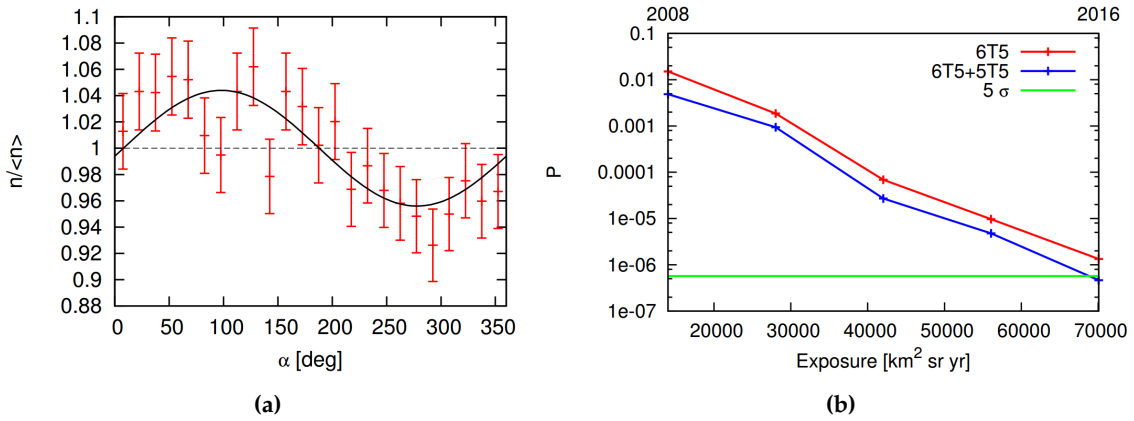 1.1
1.08
1.06
1.04
1.02
1
0.98
0.96
0.94
0.92
0.9
0.88
n/<n>
0 50 100 150 200 250 300 350
α [deg]
(a)
2008 2016
0.1
0.01
0.001
0.0001
1e-05
1e-06
1e-07
P
6T5
6T5+5T5
5 σ
20000 30000 40000 50000 60000 70000
Exposure [km² sr yr]
(b)